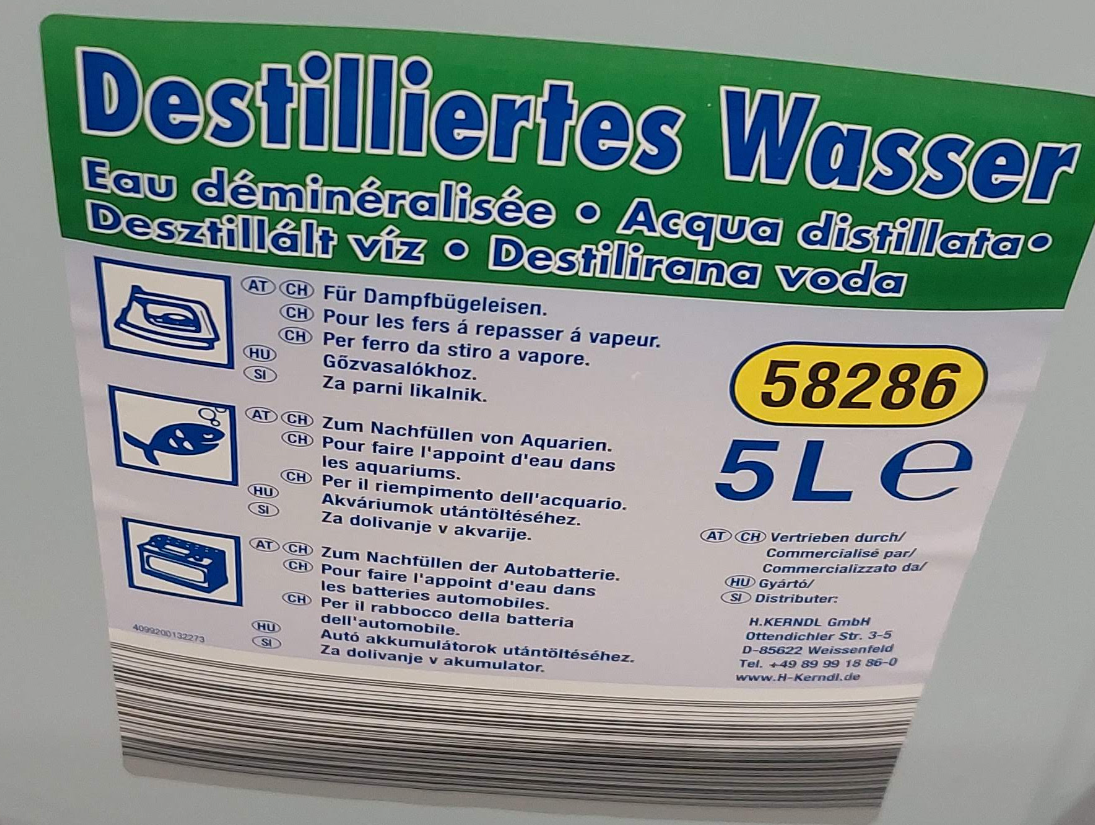 Destilliertes Wasser
Eau déminéralisée • Acqua distillata•
Desztillált víz • Destilirana voda
AT CH Für Dampfbügeleisen.
CH Pour les fers á repasser á vapeur.
CH Per ferro da stiro a vapore.
HU Gőzvasalókhoz.
SI Za parni likalnik.
AT CH Zum Nachfüllen von Aquarien.
CH Pour faire l'appoint d'eau dans
les aquariums.
CH Per il riempimento dell'acquario.
HU Akváriumok utántöltéséhez.
SI Za dolivanje v akvarije.
AT CH Zum Nachfüllen der Autobatterie.
CH Pour faire l'appoint d'eau dans
les batteries automobiles.
CH Per il rabbocco della batteria
dell'automobile.
HU Autó akkumulátorok utántöltéséhez.
SI Za dolivanje v akumulator.
4099200132273
58286
5L e
AT CH Vertrieben durch/
Commercialisé par/
Commercializzato da/
HU Gyártó/
SI Distributer:
H.KERNDL GmbH
Ottendichler Str. 3-5
D-85622 Weissenfeld
Tel. +49 89 99 18 86-0
www.H-Kerndl.de